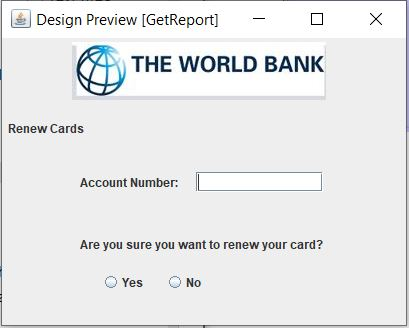 Design Preview [GetReport]
THE WORLD BANK
Renew Cards
Account Number:
Are you sure you want to renew your card?
Yes No